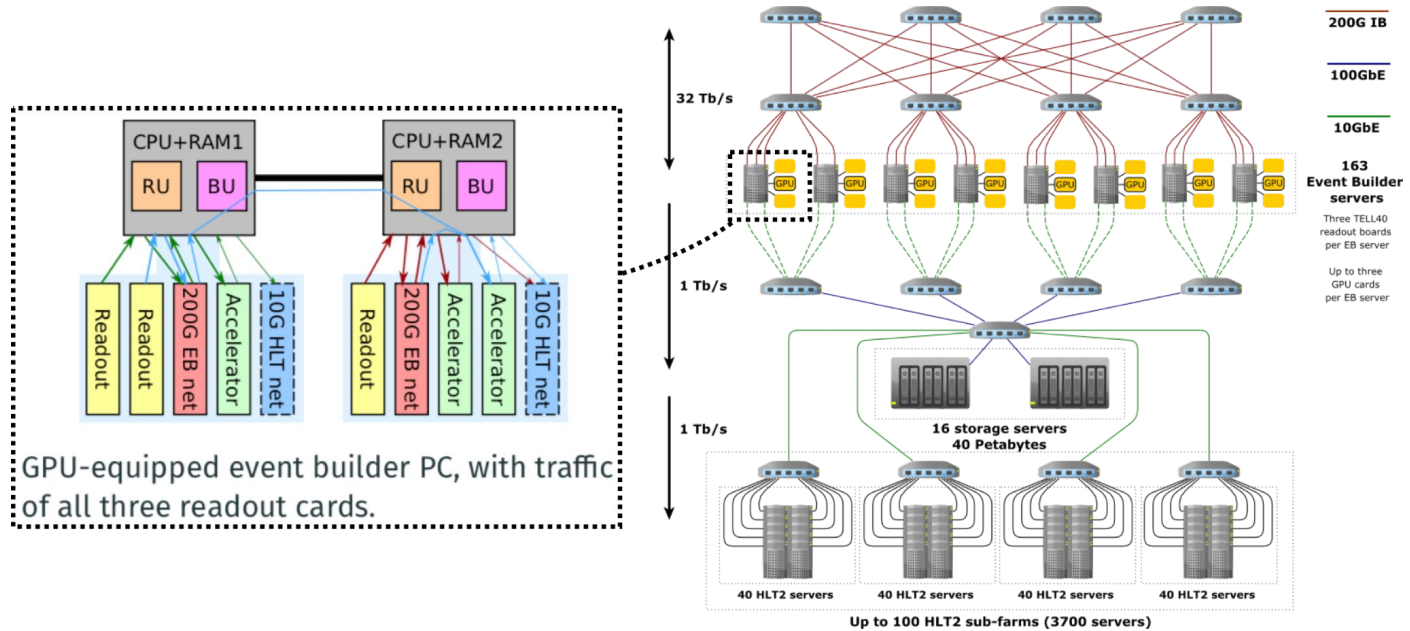 CPU+RAM1
RU
BU
CPU+RAM2
RU
BU
Readout
Readout
200G EB net
Accelerator
10G HLT net
Readout
200G EB net
Accelerator
Accelerator
10G HLT net
GPU-equipped event builder PC, with traffic
of all three readout cards.
32 Tb/s
1 Tb/s
1 Tb/s
200G IB
100GbE
10GbE
GPU
GPU
GPU
GPU
GPU
GPU
GPU
GPU
163
Event Builder
servers
Three TELL40
readout boards
per EB server
Up to three
GPU cards
per EB server
16 storage servers
40 Petabytes
40 HLT2 servers
40 HLT2 servers
40 HLT2 servers
40 HLT2 servers
Up to 100 HLT2 sub-farms (3700 servers)